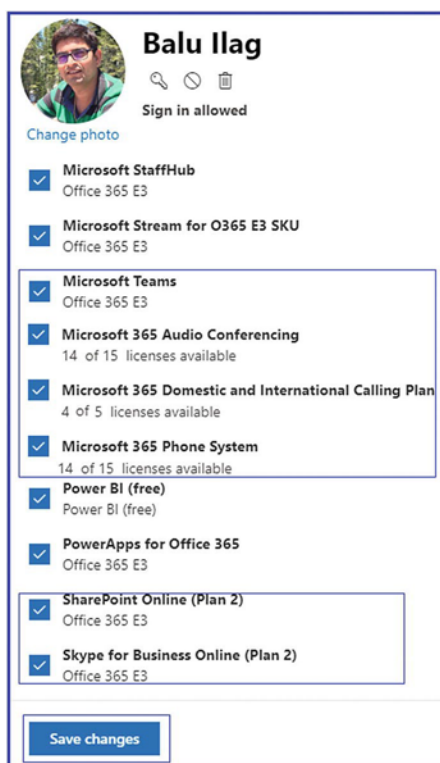 Balu Ilag
Sign in allowed
Change photo
Microsoft StaffHub
Office 365 E3
Microsoft Stream for O365 E3 SKU
Office 365 E3
Microsoft Teams
Office 365 E3
Microsoft 365 Audio Conferencing
14 of 15 licenses available
Microsoft 365 Domestic and International Calling Plan
4 of 5 licenses available
Microsoft 365 Phone System
14 of 15 licenses available
Power BI (free)
Power BI (free)
PowerApps for Office 365
Office 365 E3
SharePoint Online (Plan 2)
Office 365 E3
Skype for Business Online (Plan 2)
Office 365 E3
Save changes